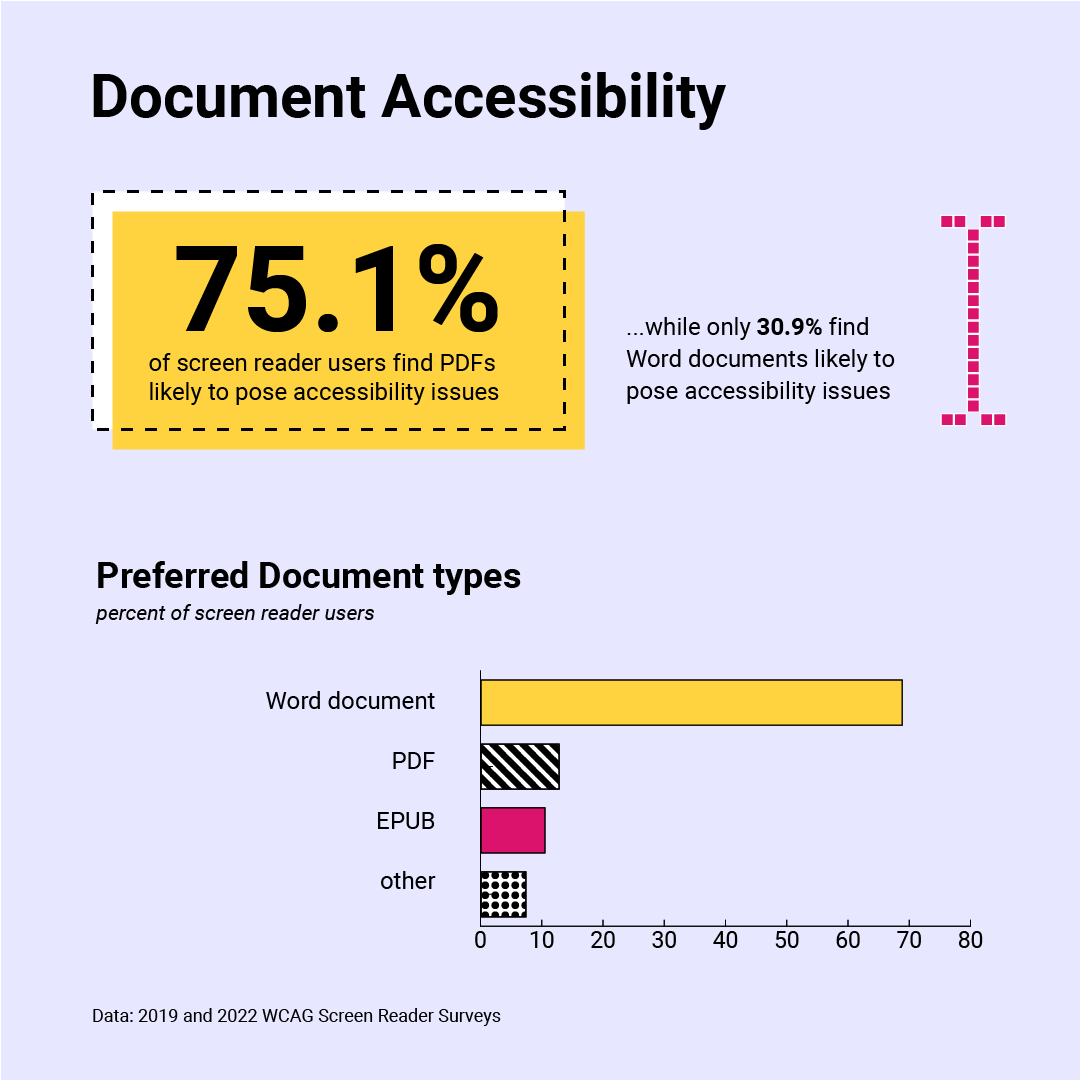 Document Accessibility
75.1%
of screen reader users find PDFs
likely to pose accessibility issues
...while only 30.9% find
Word documents likely to
pose accessibility issues
Preferred Document types
percent of screen reader users
Word document
PDF
EPUB
other
0 10 20 30 40 50 60 70 80
Data: 2019 and 2022 WCAG Screen Reader Surveys